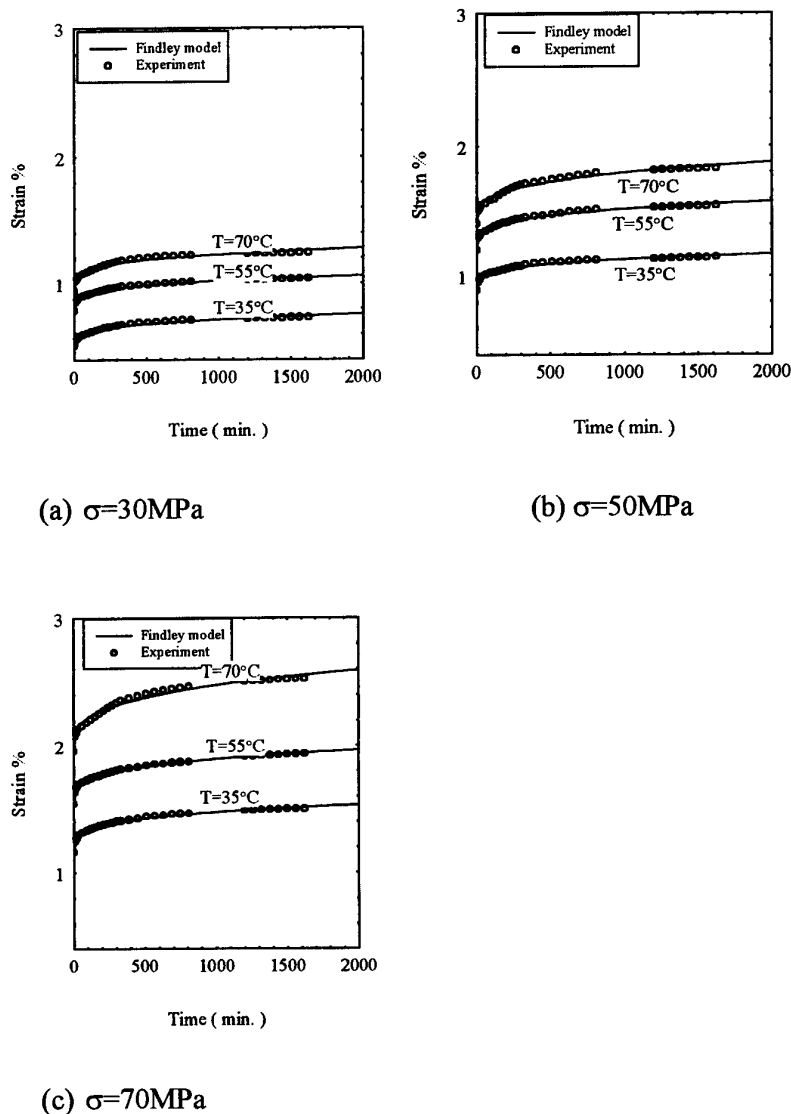 3
Findley model
Experiment
2
Strain %
T=70°C
T=55°C
1
T=35°C
0 500 1000 1500 2000
Time ( min. )
(a) σ=30MPa
3
Findley model
Experiment
2
Strain %
T=70°C
T=55°C
1
T=35°C
0 500 1000 1500 2000
Time ( min. )
(b) σ=50MPa
3
Findley model
Experiment
T=70°C
2
Strain %
T=55°C
T=35°C
1
0 500 1000 1500 2000
Time ( min. )
(c) σ=70MPa